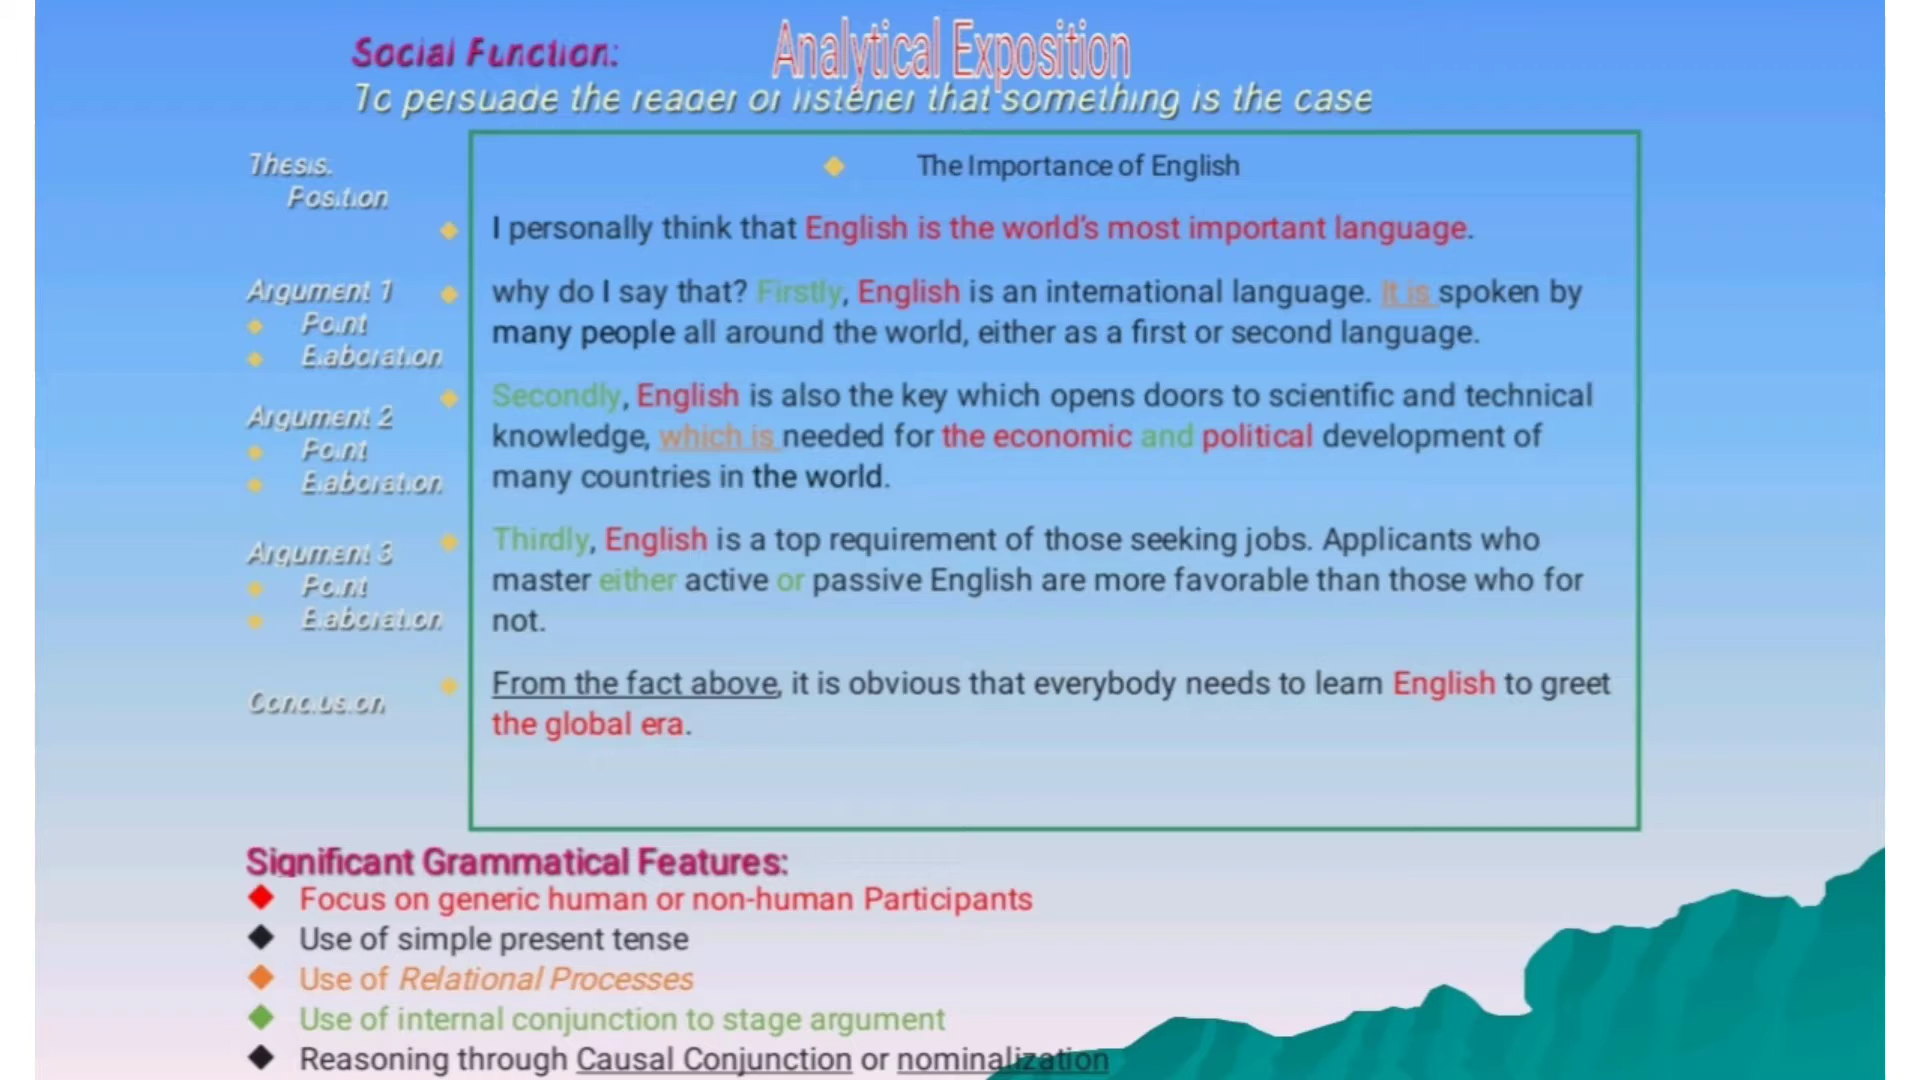 Analytical Exposition
Social Function:
To persuade the reader or listener that something is the case
Thesis.
Position
The Importance of English
I personally think that English is the world's most important language.
Argument 1
Point
Elaboration
why do I say that? Firstly, English is an international language. It is spoken by
many people all around the world, either as a first or second language.
Argument 2
Point
Elaboration
Secondly, English is also the key which opens doors to scientific and technical
knowledge, which is needed for the economic and political development of
many countries in the world.
Argument 3
Point
Elaboration
Thirdly, English is a top requirement of those seeking jobs. Applicants who
master either active or passive English are more favorable than those who for
not.
Conclusion
From the fact above, it is obvious that everybody needs to learn English to greet
the global era.
Significant Grammatical Features:
Focus on generic human or non-human Participants
Use of simple present tense
Use of Relational Processes
Use of internal conjunction to stage argument
Reasoning through Causal Conjunction or nominalization